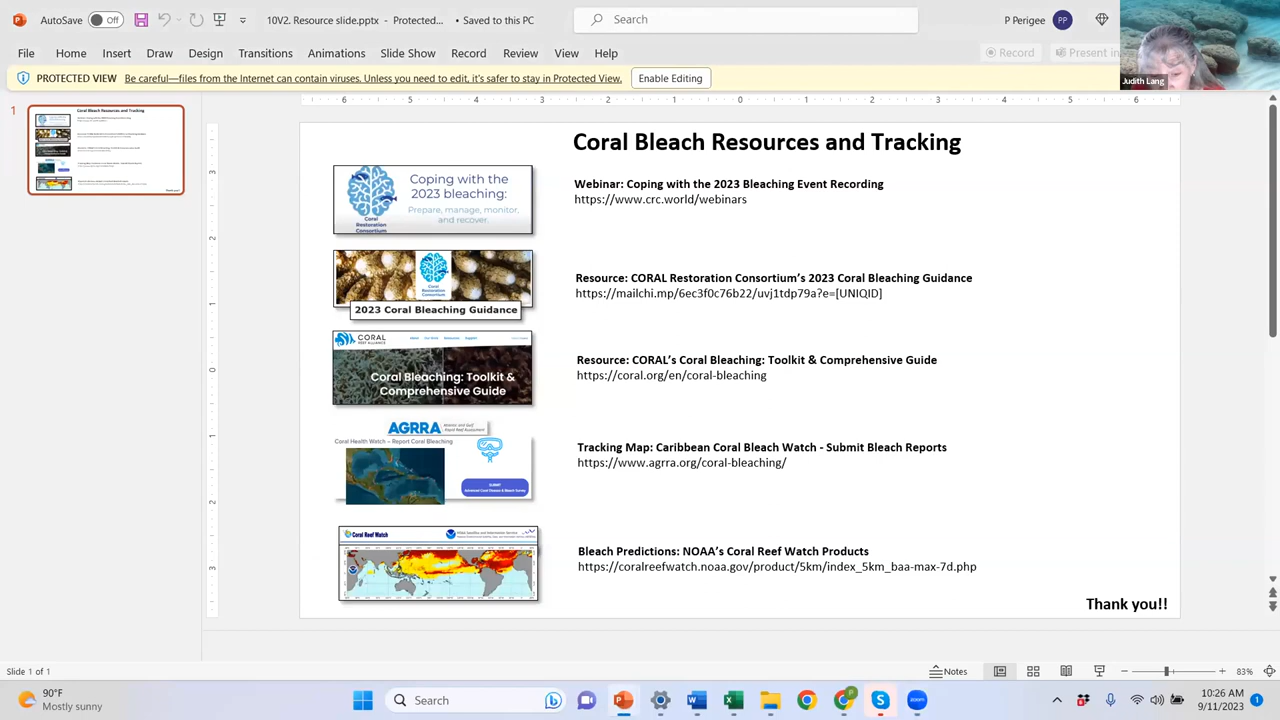 AutoSave
Off
10V2. Resource slide.pptx - Protected... • Saved to this PC
Search
P Perigee
PP
File Home Insert Draw Design Transitions Animations Slide Show Record Review View Help
Record
Present in
Judith Lang
PROTECTED VIEW Be careful—files from the Internet can contain viruses. Unless you need to edit, it's safer to stay in Protected View. Enable Editing
1
Coral Bleach Resources and Tracking
Coping with the
2023 bleaching:
Prepare, manage, monitor,
and recover.
Coral
Restoration
Consortium
Webinar: Coping with the 2023 Bleaching Event Recording
https://www.crc.world/webinars
2023 Coral Bleaching Guidance
Resource: CORAL Restoration Consortium's 2023 Coral Bleaching Guidance
https://mailchi.mp/6ec3f0c76b22/uvj1tdp79a?e=[UNIQID]
CORAL
REEF ALLIANCE
Coral Bleaching: Toolkit &
Comprehensive Guide
Resource: CORAL's Coral Bleaching: Toolkit & Comprehensive Guide
https://coral.org/en/coral-bleaching
AGRRA
Coral Health Watch – Report Coral Bleaching
SUBMIT
Tracking Map: Caribbean Coral Bleach Watch - Submit Bleach Reports
https://www.agrra.org/coral-bleaching/
Coral Reef Watch
Bleach Predictions: NOAA's Coral Reef Watch Products
https://coralreefwatch.noaa.gov/product/5km/index_5km_baa-max-7d.php
Thank you!!
Slide 1 of 1
Notes
83%
90°F
Mostly sunny
Search
10:26 AM
9/11/2023